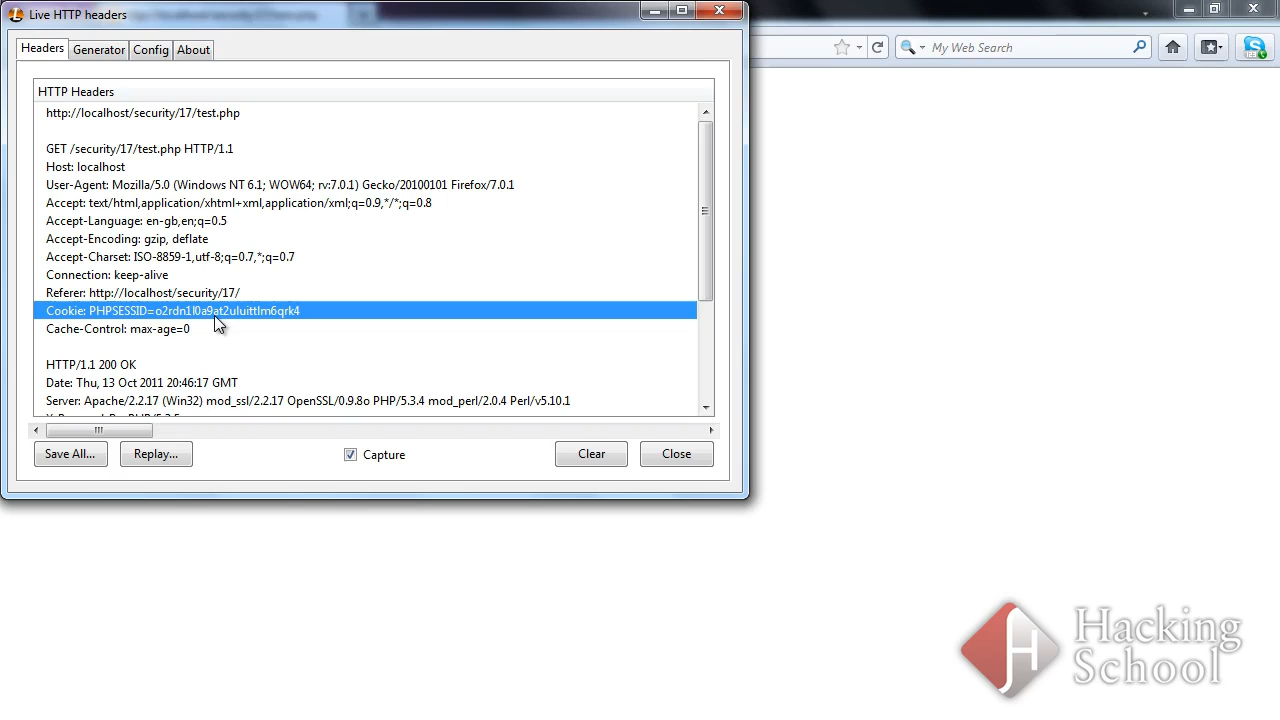 Live HTTP headers
Headers
Generator
Config
About
My Web Search
HTTP Headers
http://localhost/security/17/test.php
GET /security/17/test.php HTTP/1.1
Host: localhost
User-Agent: Mozilla/5.0 (Windows NT 6.1; WOW64; rv:7.0.1) Gecko/20100101 Firefox/7.0.1
Accept: text/html,application/xhtml+xml,application/xml;q=0.9,*/*;q=0.8
Accept-Language: en-gb,en;q=0.5
Accept-Encoding: gzip, deflate
Accept-Charset: ISO-8859-1,utf-8;q=0.7,*;q=0.7
Connection: keep-alive
Referer: http://localhost/security/17/
Cookie: PHPSESSID=o2rdn1l0a9at2uluittlm6qrk4
Cache-Control: max-age=0
HTTP/1.1 200 OK
Date: Thu, 13 Oct 2011 20:46:17 GMT
Server: Apache/2.2.17 (Win32) mod_ssl/2.2.17 OpenSSL/0.9.8o PHP/5.3.4 mod_perl/2.0.4 Perl/v5.10.1
Save All...
Replay...
Capture
Clear
Close
Hacking
School